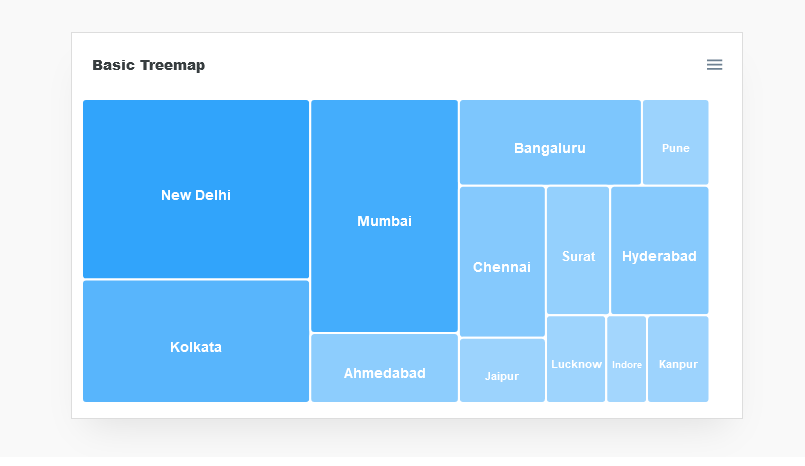 Basic Treemap
New Delhi
Kolkata
Mumbai
Ahmedabad
Bangaluru
Pune
Chennai
Surat
Hyderabad
Jaipur
Lucknow
Indore
Kanpur